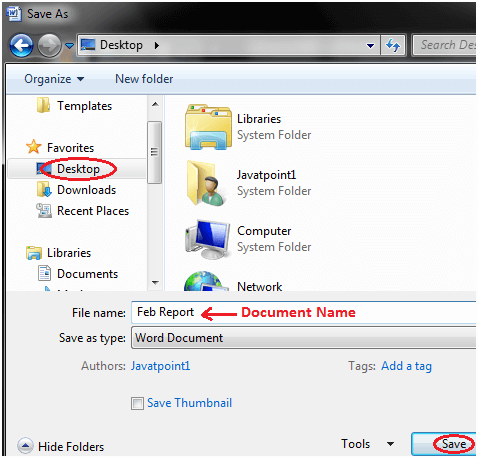 Save As
Desktop
Search Des
Organize
New folder
Templates
Favorites
Desktop
Downloads
Recent Places
Libraries
Documents
Libraries
System Folder
Javatpoint1
System Folder
Computer
System Folder
Network
File name: Feb Report Document Name
Save as type: Word Document
Authors: Javatpoint1 Tags: Add a tag
Save Thumbnail
Hide Folders Tools Save